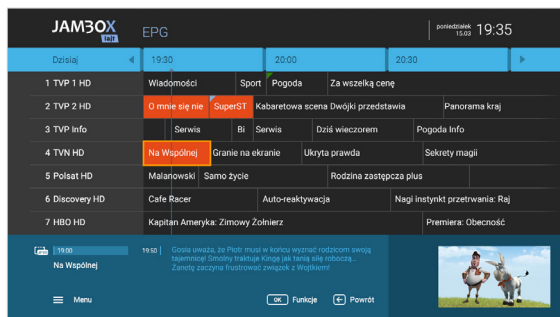 JAMBOX EPG poniedziałek 15.03 19:35
lajt
Dzisiaj 19:30 20:00 20:30
1 TVP 1 HD Wiadomości Sport Pogoda Za wszelką cenę
2 TVP 2 HD O mnie się nie SuperST Kabaretowa scena Dwójki przedstawia Panorama kraj
3 TVP Info Serwis Bi Serwis Dziś wieczorem Pogoda Info
4 TVN HD Na Wspólnej Granie na ekranie Ukryta prawda Sekrety magii
5 Polsat HD Malanowski Samo życie Rodzina zastępcza plus
6 Discovery HD Cafe Racer Auto-reaktywacja Nagi instynkt przetrwania: Raj
7 HBO HD Kapitan Ameryka: Zimowy Żołnierz Premiera: Obecność
19:00 19:50 Gosia uważa, że Piotr musi w końcu wyznać rodzicom swoją
Na Wspólnej tajemnicę! Smolny traktuje Kingę jak tanią siłę roboczą...
Żanetę zaczyna frustrować związek z Wojtkiem!
Menu OK Funkcje Powrót